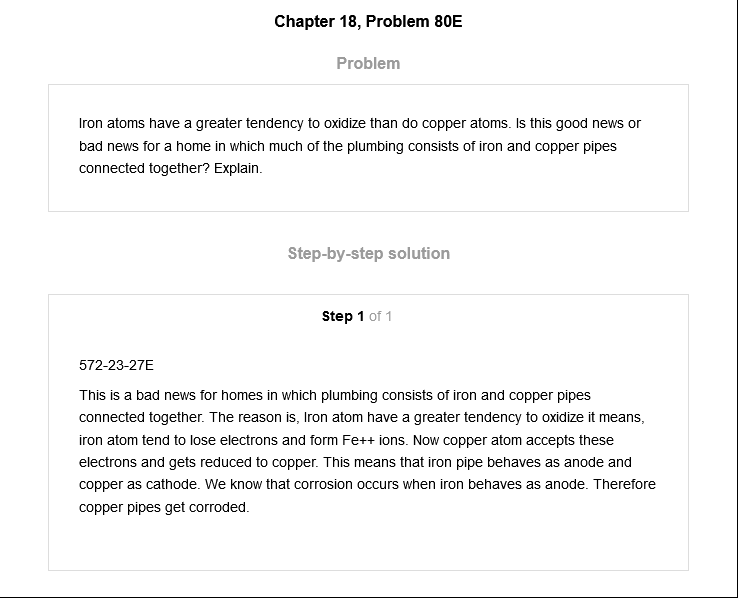 Chapter 18, Problem 80E
Problem
Iron atoms have a greater tendency to oxidize than do copper atoms. Is this good news or
bad news for a home in which much of the plumbing consists of iron and copper pipes
connected together? Explain.
Step-by-step solution
Step 1 of 1
572-23-27E
This is a bad news for homes in which plumbing consists of iron and copper pipes
connected together. The reason is, Iron atom have a greater tendency to oxidize it means,
iron atom tend to lose electrons and form Fe++ ions. Now copper atom accepts these
electrons and gets reduced to copper. This means that iron pipe behaves as anode and
copper as cathode. We know that corrosion occurs when iron behaves as anode. Therefore
copper pipes get corroded.